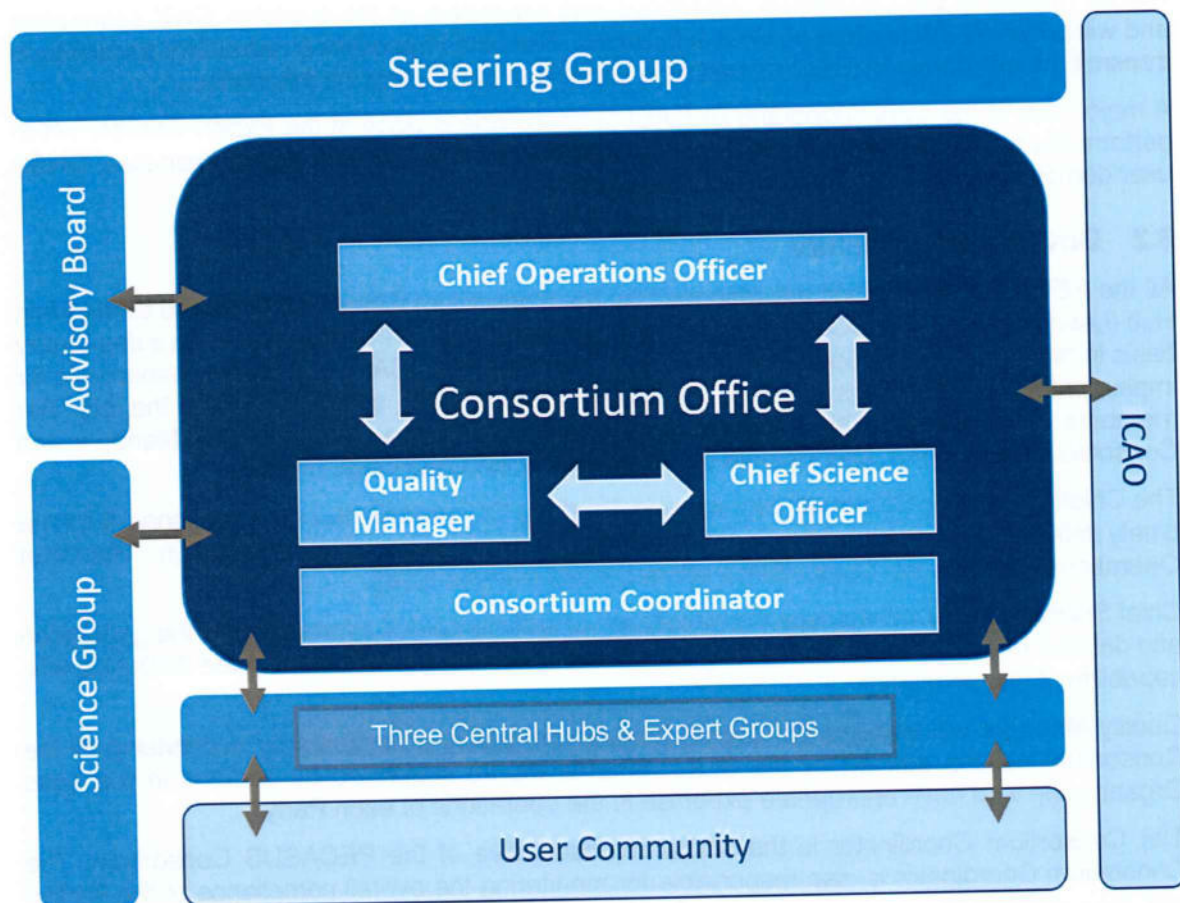 Steering Group
Advisory Board
Science Group
Chief Operations Officer
Consortium Office
Quality
Manager
Chief Science
Officer
Consortium Coordinator
Three Central Hubs & Expert Groups
User Community
ICAO